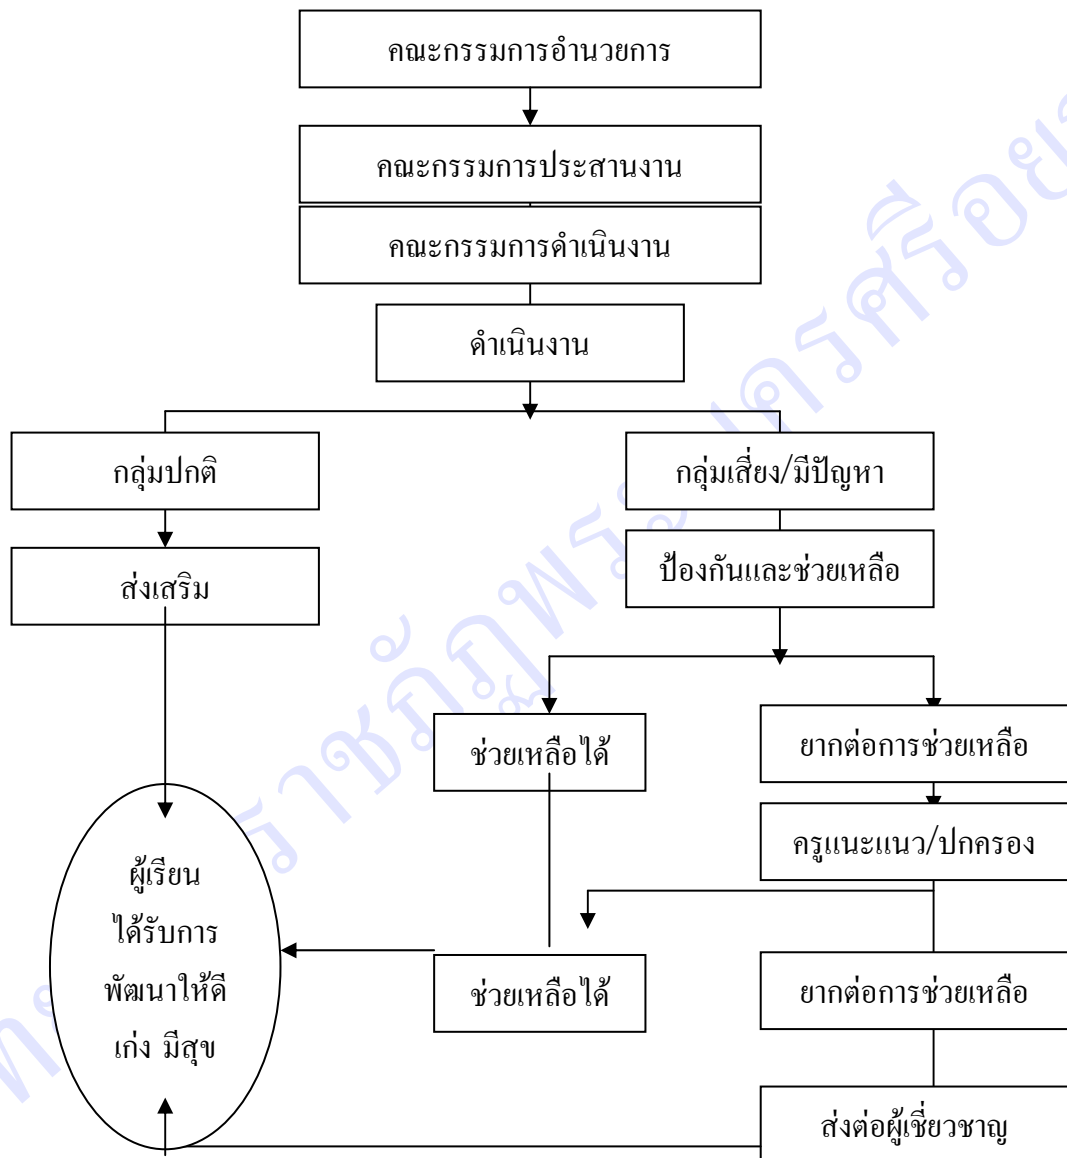 คณะกรรมการอำนวยการ
คณะกรรมการประสานงาน
คณะกรรมการดำเนินงาน
ดำเนินงาน
กลุ่มปกติ
กลุ่มเสี่ยง/มีปัญหา
ส่งเสริม
ป้องกันและช่วยเหลือ
ช่วยเหลือได้
ยากต่อการช่วยเหลือ
ครูแนะแนว/ปกครอง
ผู้เรียน
ได้รับการ
พัฒนาให้ดี
เก่ง มีสุข
ช่วยเหลือได้
ยากต่อการช่วยเหลือ
ส่งต่อผู้เชี่ยวชาญ